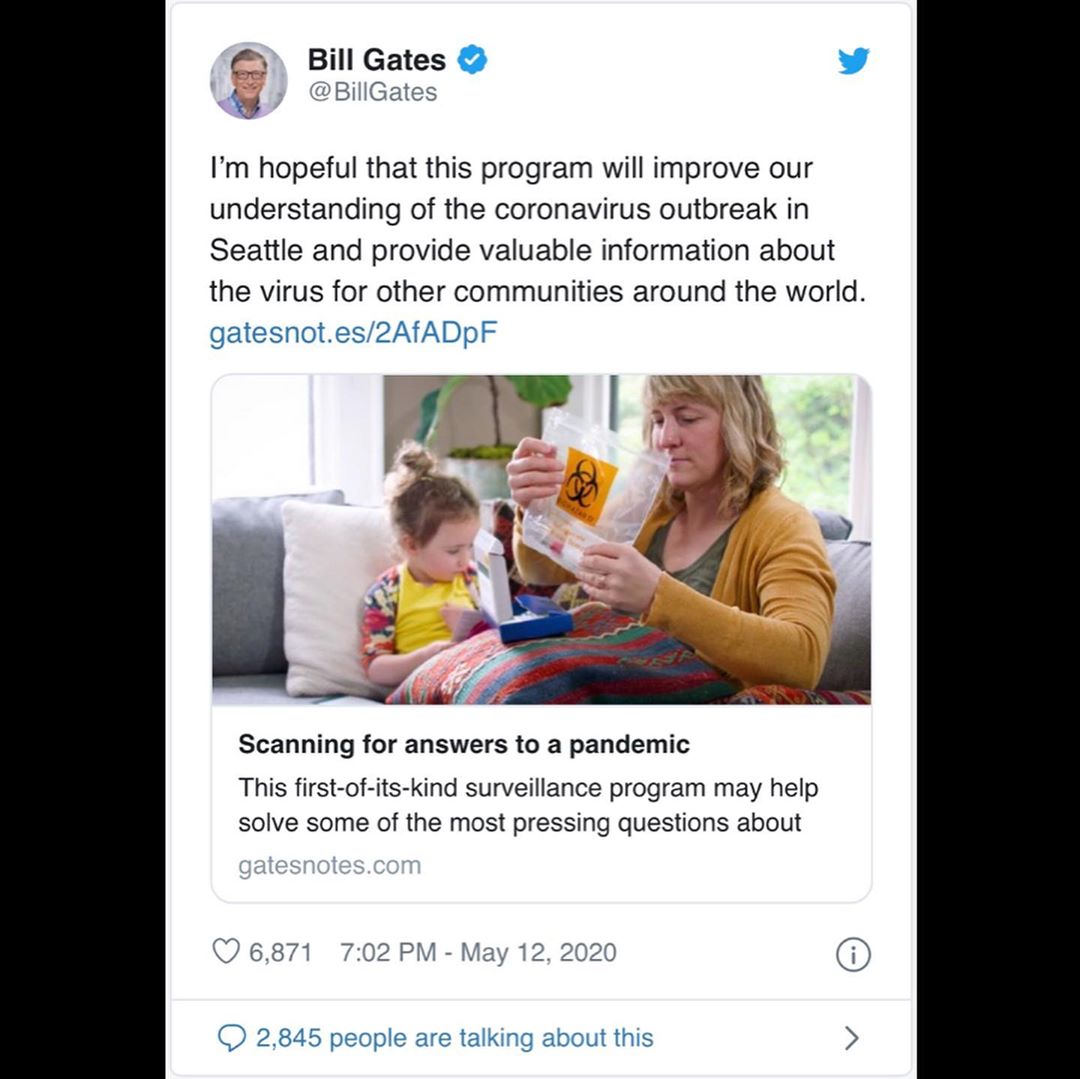 Bill Gates
@BillGates
I'm hopeful that this program will improve our
understanding of the coronavirus outbreak in
Seattle and provide valuable information about
the virus for other communities around the world.
gatesnot.es/2AfADpF
Scanning for answers to a pandemic
This first-of-its-kind surveillance program may help
solve some of the most pressing questions about
gatesnotes.com
6,871 7:02 PM - May 12, 2020
2,845 people are talking about this